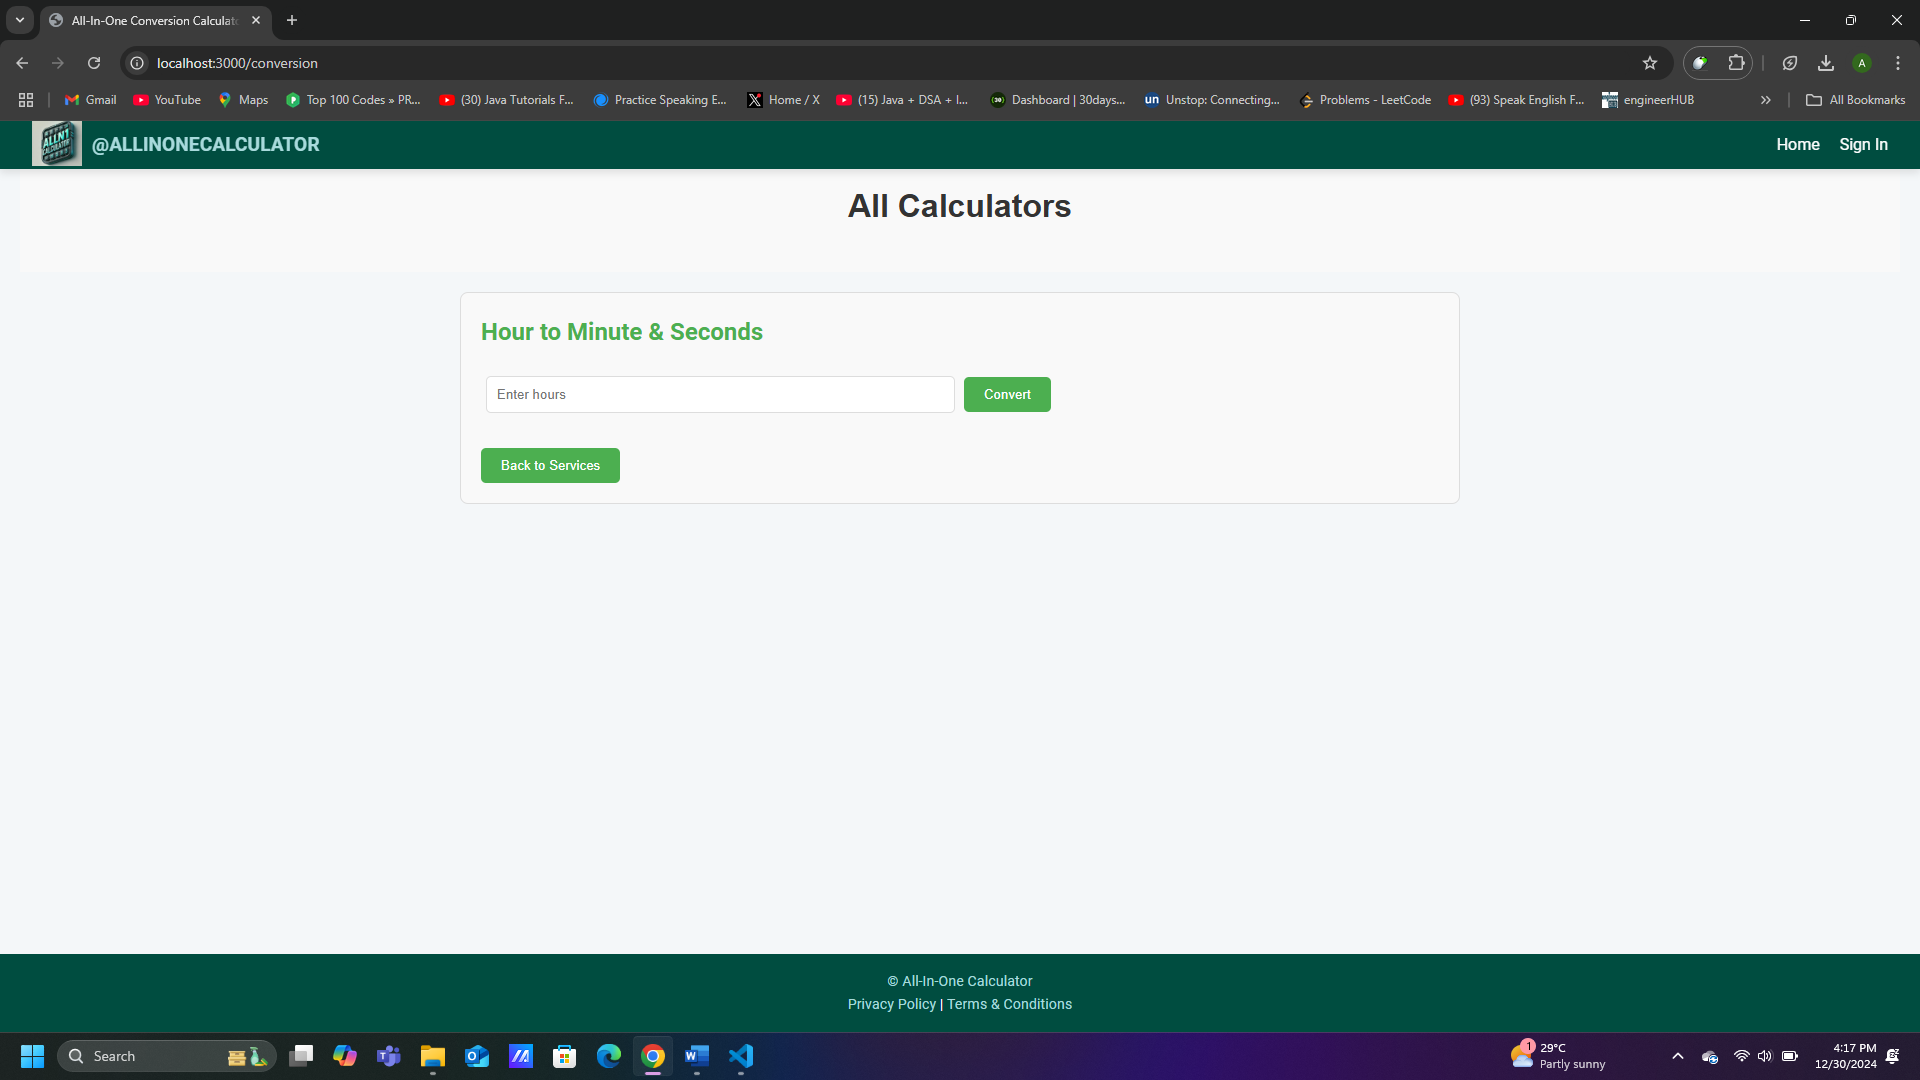 All-In-One Conversion Calculat
localhost:3000/conversion
Gmail
YouTube
Maps
Top 100 Codes » PR...
(30) Java Tutorials F...
Practice Speaking E...
Home / X
(15) Java + DSA + I...
Dashboard | 30days...
Unstop: Connecting...
Problems - LeetCode
(93) Speak English F...
engineerHUB
All Bookmarks
ALLN1
CALCULATOR
@ALLINONECALCULATOR
Home
Sign In
All Calculators
Hour to Minute & Seconds
Enter hours
Convert
Back to Services
© All-In-One Calculator
Privacy Policy | Terms & Conditions
Search
1
29°C
Partly sunny
4:17 PM
12/30/2024